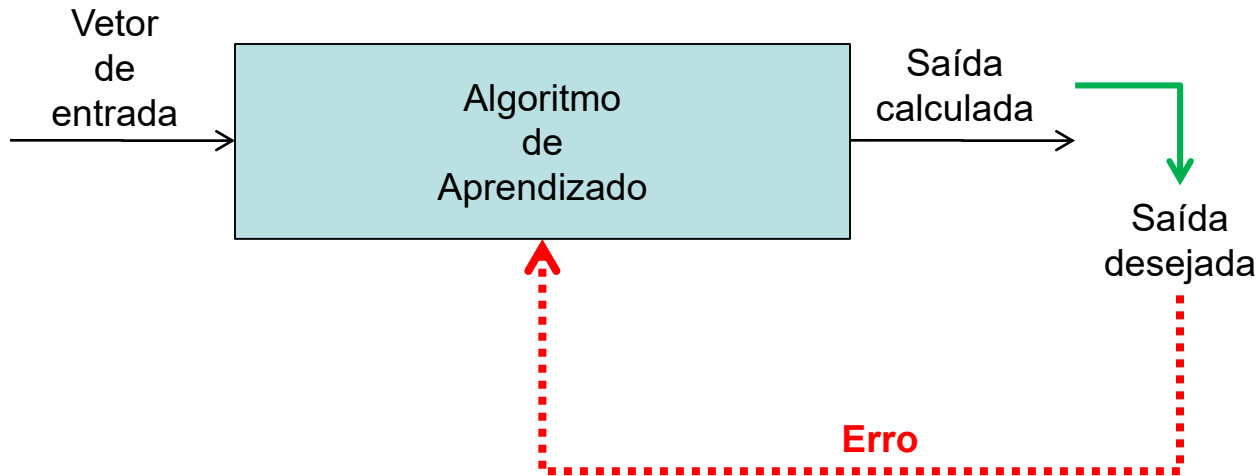 Vetor
de
entrada
Algoritmo
de
Aprendizado
Saída
calculada
Saída
desejada
Erro